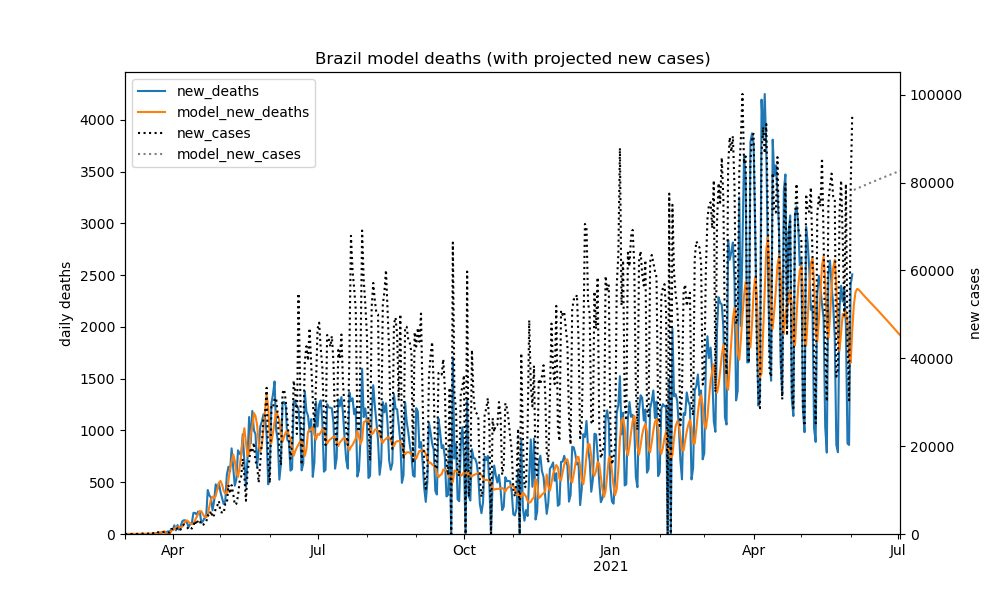 Brazil model deaths (with projected new cases)
new_deaths
model_new_deaths
new_cases
model_new_cases
daily deaths
4000
3500
3000
2500
2000
1500
1000
500
0
100000
80000
60000
40000
20000
0
new cases
Apr Jul Oct Jan Apr Jul
2021